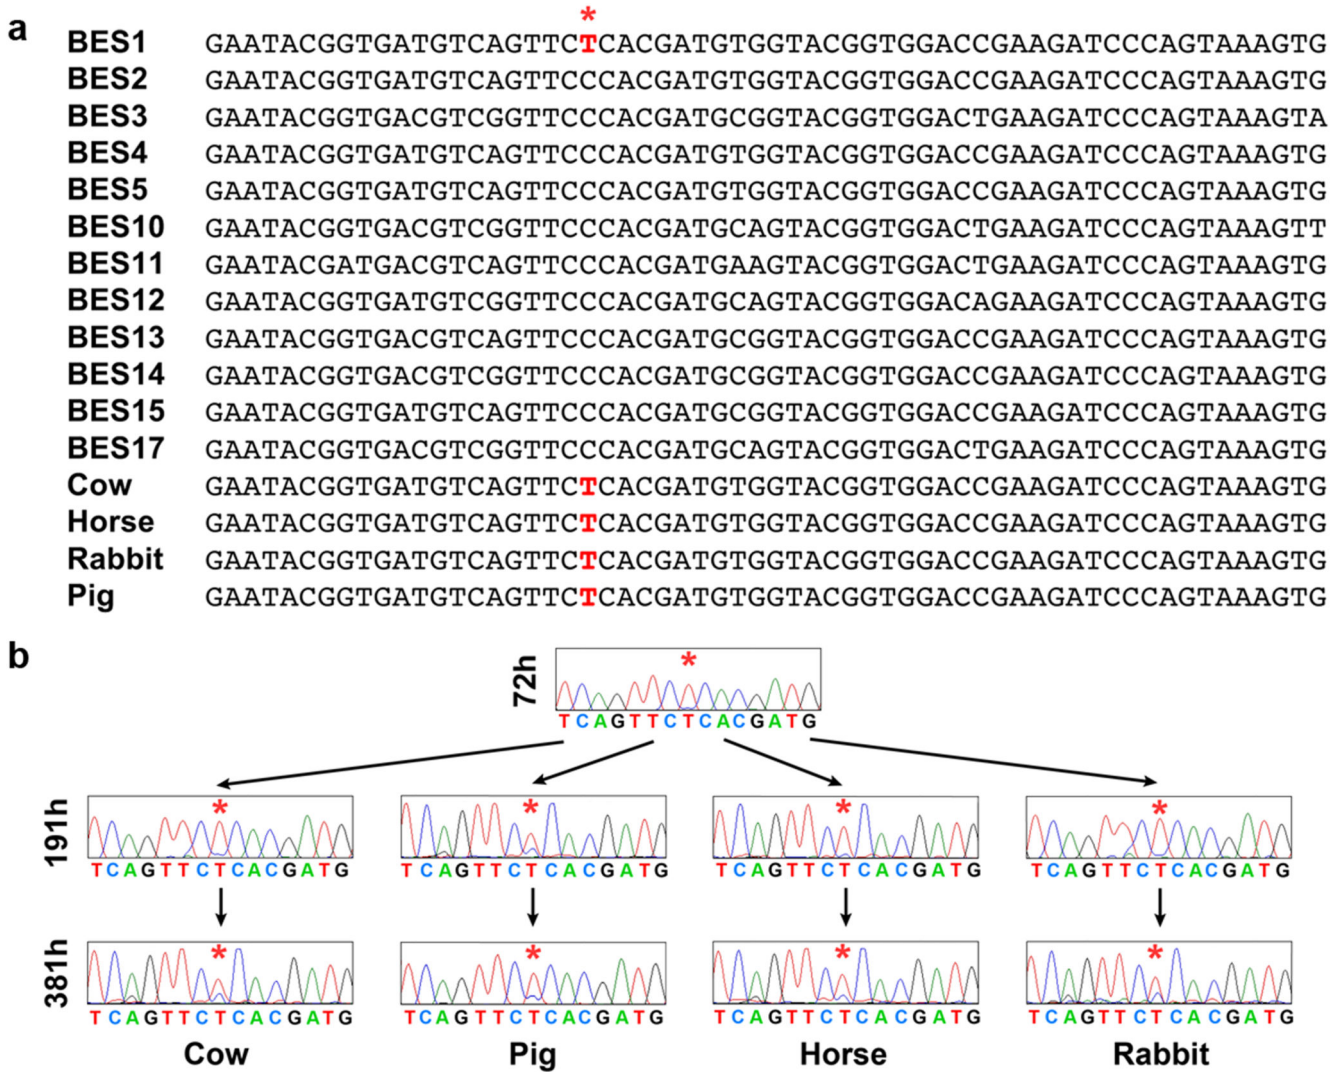 *
a
BES1 GAATACGGTGATGTCAGTTCTCACGATGTGGTACGGTGGACCGAAGATCCCAGTAAAGTG
BES2 GAATACGGTGATGTCAGTTCCCACGATGTGGTACGGTGGACCGAAGATCCCAGTAAAGTG
BES3 GAATACGGTGACGTCGGTTCCCACGATGCGGTACGGTGGACTGAAGATCCCAGTAAAGTA
BES4 GAATACGGTGATGTCAGTTCCCACGATGTGGTACGGTGGACCGAAGATCCCAGTAAAGTG
BES5 GAATACGGTGATGTCAGTTCCCACGATGTGGTACGGTGGACCGAAGATCCCAGTAAAGTG
BES10 GAATACGGTGACGTCGGTTCCCACGATGCAGTACGGTGGACTGAAGATCCCAGTAAAGTT
BES11 GAATACGATGACGTCAGTTCCCACGATGAAGTACGGTGGACTGAAGATCCCAGTAAAGTG
BES12 GAATACGGTGATGTCGGTTCCCACGATGCAGTACGGTGGACAGAAGATCCCAGTAAAGTG
BES13 GAATACGGTGATGTCAGTTCCCACGATGCGGTACGGTGGACCGAAGATCCCAGTAAAGTG
BES14 GAATACGGTGACGTCGGTTCCCACGATGCGGTACGGTGGACCGAAGATCCCAGTAAAGTG
BES15 GAATACGGTGATGTCAGTTCCCACGATGCGGTACGGTGGACCGAAGATCCCAGTAAAGTG
BES17 GAATACGGTGACGTCGGTTCCCACGATGCAGTACGGTGGACTGAAGATCCCAGTAAAGTG
Cow GAATACGGTGATGTCAGTTCTCACGATGTGGTACGGTGGACCGAAGATCCCAGTAAAGTG
Horse GAATACGGTGATGTCAGTTCTCACGATGTGGTACGGTGGACCGAAGATCCCAGTAAAGTG
Rabbit GAATACGGTGATGTCAGTTCTCACGATGTGGTACGGTGGACCGAAGATCCCAGTAAAGTG
Pig GAATACGGTGATGTCAGTTCTCACGATGTGGTACGGTGGACCGAAGATCCCAGTAAAGTG
b
72h
*
TCAGTTCTCACGATG
191h
* * * *
TCAGTTCTCACGATG TCAGTTCTCACGATG TCAGTTCTCACGATG TCAGTTCTCACGATG
381h
* * * *
TCAGTTCTCACGATG TCAGTTCTCACGATG TCAGTTCTCACGATG TCAGTTCTCACGATG
Cow Pig Horse Rabbit